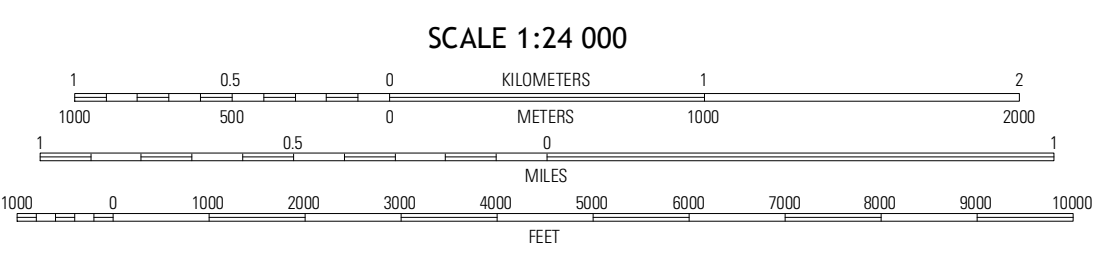 SCALE 1:24 000
1 0.5 0 KILOMETERS 1 2
1000 500 0 METERS 1000 2000
1 0.5 0 1
MILES
1000 0 1000 2000 3000 4000 5000 6000 7000 8000 9000 10000
FEET